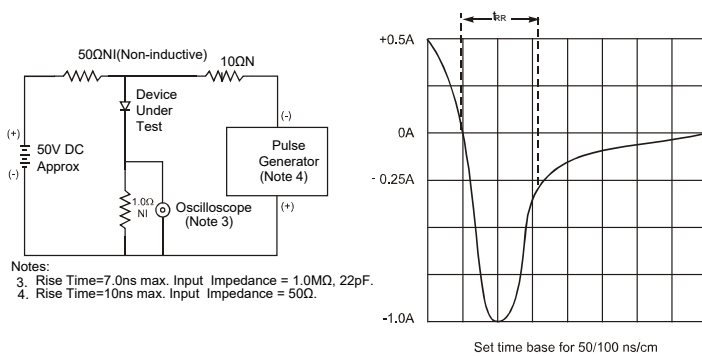 50ΩNI(Non-inductive)
10ΩN
Device
Under
Test
(+)
50V DC
Approx
(-)
(-)
Pulse
Generator
(Note 4)
(+)
1.0Ω
NI
Oscilloscope
(Note 3)
Notes:
3. Rise Time=7.0ns max. Input Impedance = 1.0MΩ, 22pF.
4. Rise Time=10ns max. Input Impedance = 50Ω.
tRR
+0.5A
0A
- 0.25A
-1.0A
Set time base for 50/100 ns/cm